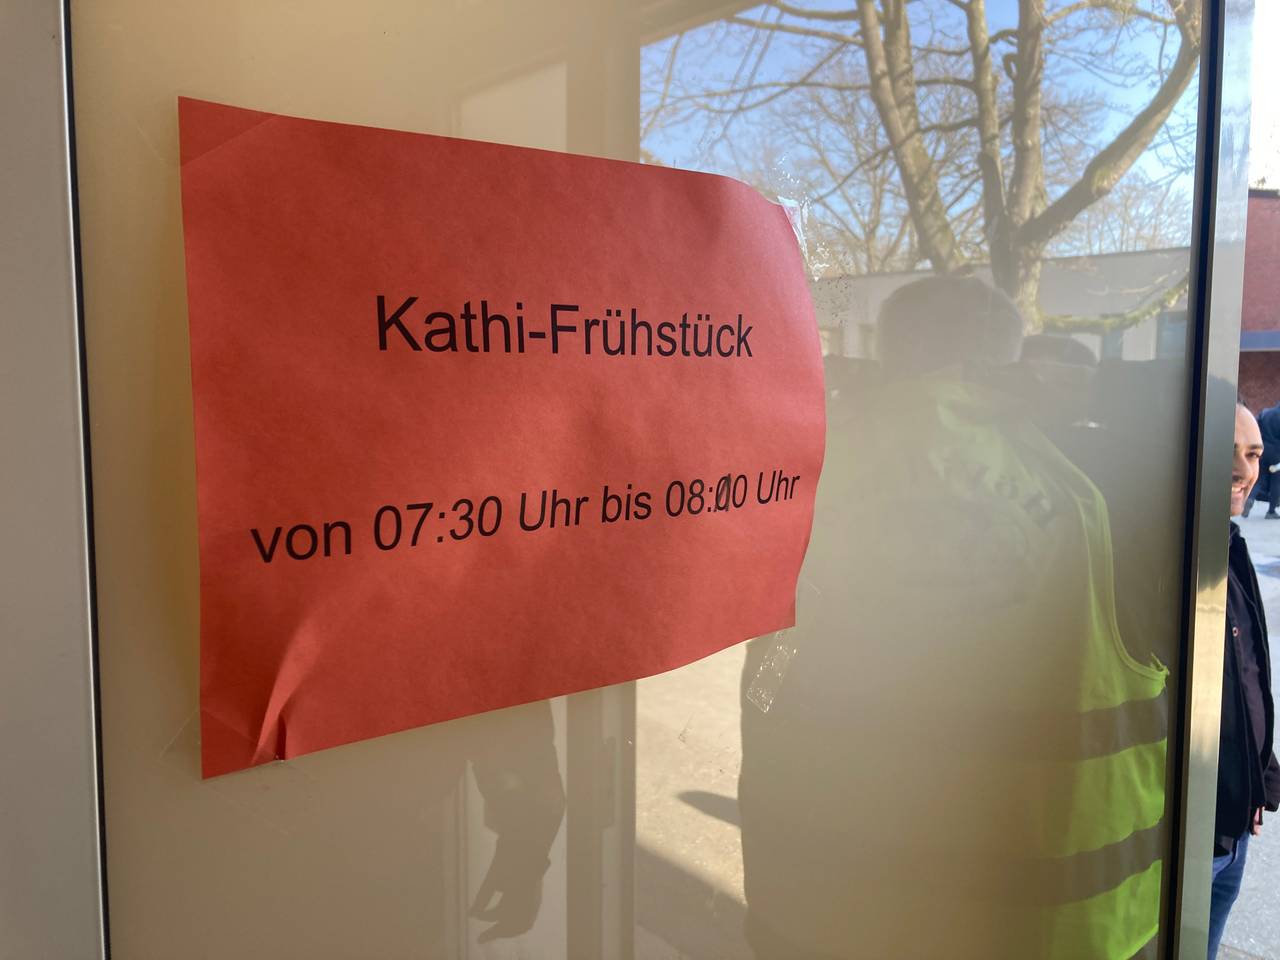 Kathi-Frühstück
von 07:30 Uhr bis 08:00 Uhr